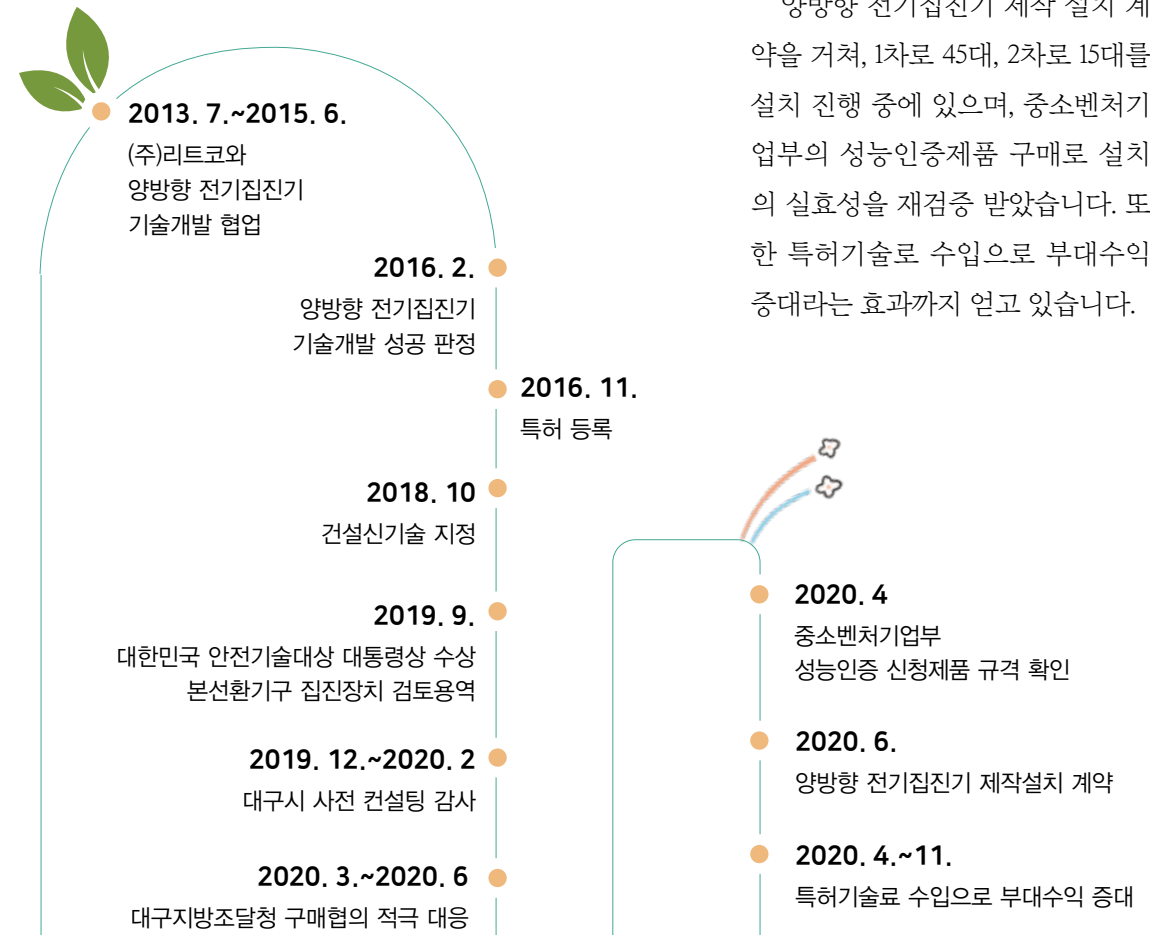 2013. 7.~2015. 6.
(주)리트코와
양방향 전기집진기
기술개발 협업
2016. 2.
양방향 전기집진기
기술개발 성공 판정
2016. 11.
특허 등록
2018. 10
건설신기술 지정
2019. 9.
대한민국 안전기술대상 대통령상 수상
본선환기구 집진장치 검토용역
2019. 12.~2020. 2
대구시 사전 컨설팅 감사
2020. 3.~2020. 6
대구지방조달청 구매협의 적극 대응
양방향 전기집진기 제작 설치 계
약을 거쳐, 1차로 45대, 2차로 15대를
설치 진행 중에 있으며, 중소벤처기
업부의 성능인증제품 구매로 설치
의 실효성을 재검증 받았습니다. 또
한 특허기술로 수입으로 부대수익
증대라는 효과까지 얻고 있습니다.
2020. 4
중소벤처기업부
성능인증 신청제품 규격 확인
2020. 6.
양방향 전기집진기 제작설치 계약
2020. 4.~11.
특허기술료 수입으로 부대수익 증대